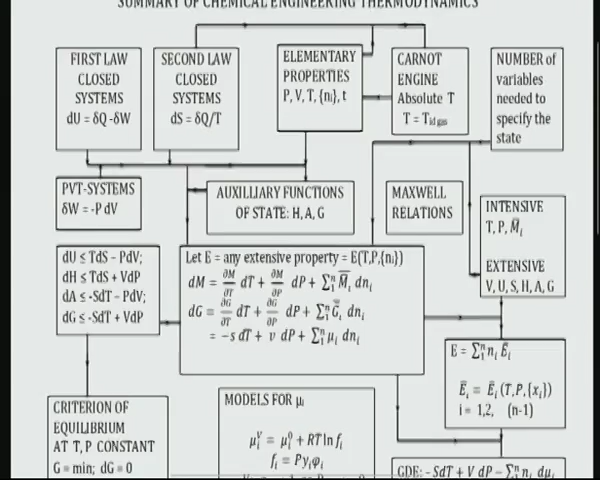 SUMMARY OF CHEMICAL ENGINEERING THERMODYNAMICS
FIRST LAW
CLOSED
SYSTEMS
dU = δQ -δW
SECOND LAW
CLOSED
SYSTEMS
dS = δQ/T
ELEMENTARY
PROPERTIES
P, V, T, {nᵢ}, t
CARNOT
ENGINE
Absolute T
T = T_id gas
NUMBER of
variables
needed to
specify the
state
PVT-SYSTEMS
δW = -P dV
AUXILLIARY FUNCTIONS
OF STATE: H, A, G
MAXWELL
RELATIONS
INTENSIVE
T, P, M̄ᵢ
EXTENSIVE
V, U, S, H, A, G
dU ≤ TdS – PdV;
dH ≤ TdS + VdP
dA ≤ -SdT – PdV;
dG ≤ -SdT + VdP
Let E = any extensive property = E(T,P,{nᵢ})
dM = ∂M/∂T dT + ∂M/∂P dP + Σ₁ⁿ M̄ᵢ dnᵢ
dG = ∂G/∂T dT + ∂G/∂P dP + Σ₁ⁿ Ḡᵢ dnᵢ
= −s dT + v dP + Σ₁ⁿ μᵢ dnᵢ
E = Σ₁ⁿ nᵢ Ēᵢ
Ēᵢ = Ēᵢ (T,P,{xᵢ})
i = 1,2, (n-1)
CRITERION OF
EQUILIBRIUM
AT T, P CONSTANT
G = min; dG = 0
MODELS FOR μᵢ
μᵢⱽ = μᵢ⁰ + RT ln fᵢ
fᵢ = Pyᵢφᵢ
GDE: - SdT + V dP – Σ₁ⁿ nᵢ dμᵢ